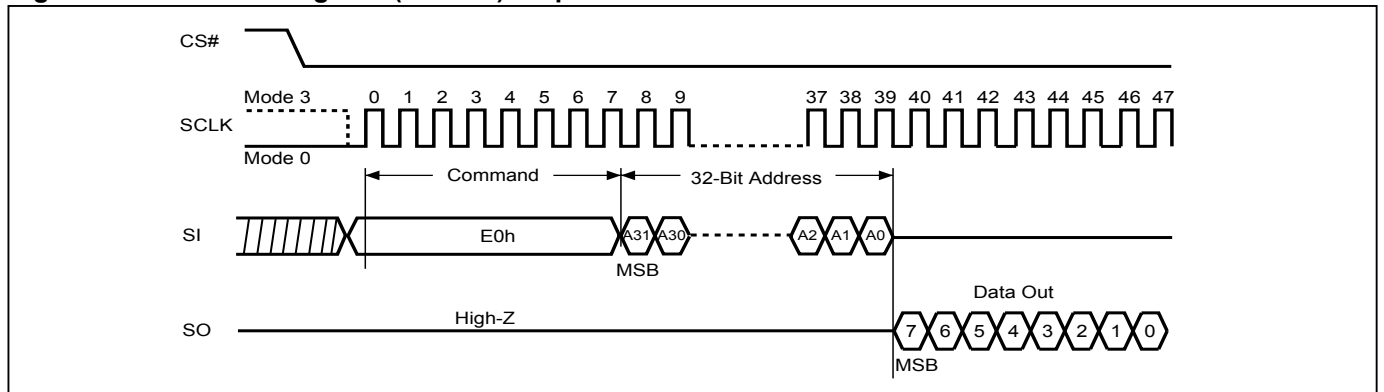 CS#
Mode 3
0 1 2 3 4 5 6 7 8 9 37 38 39 40 41 42 43 44 45 46 47
SCLK
Mode 0
Command 32-Bit Address
SI E0h A31 A30 A2 A1 A0
MSB
Data Out
High-Z
SO 7 6 5 4 3 2 1 0
MSB